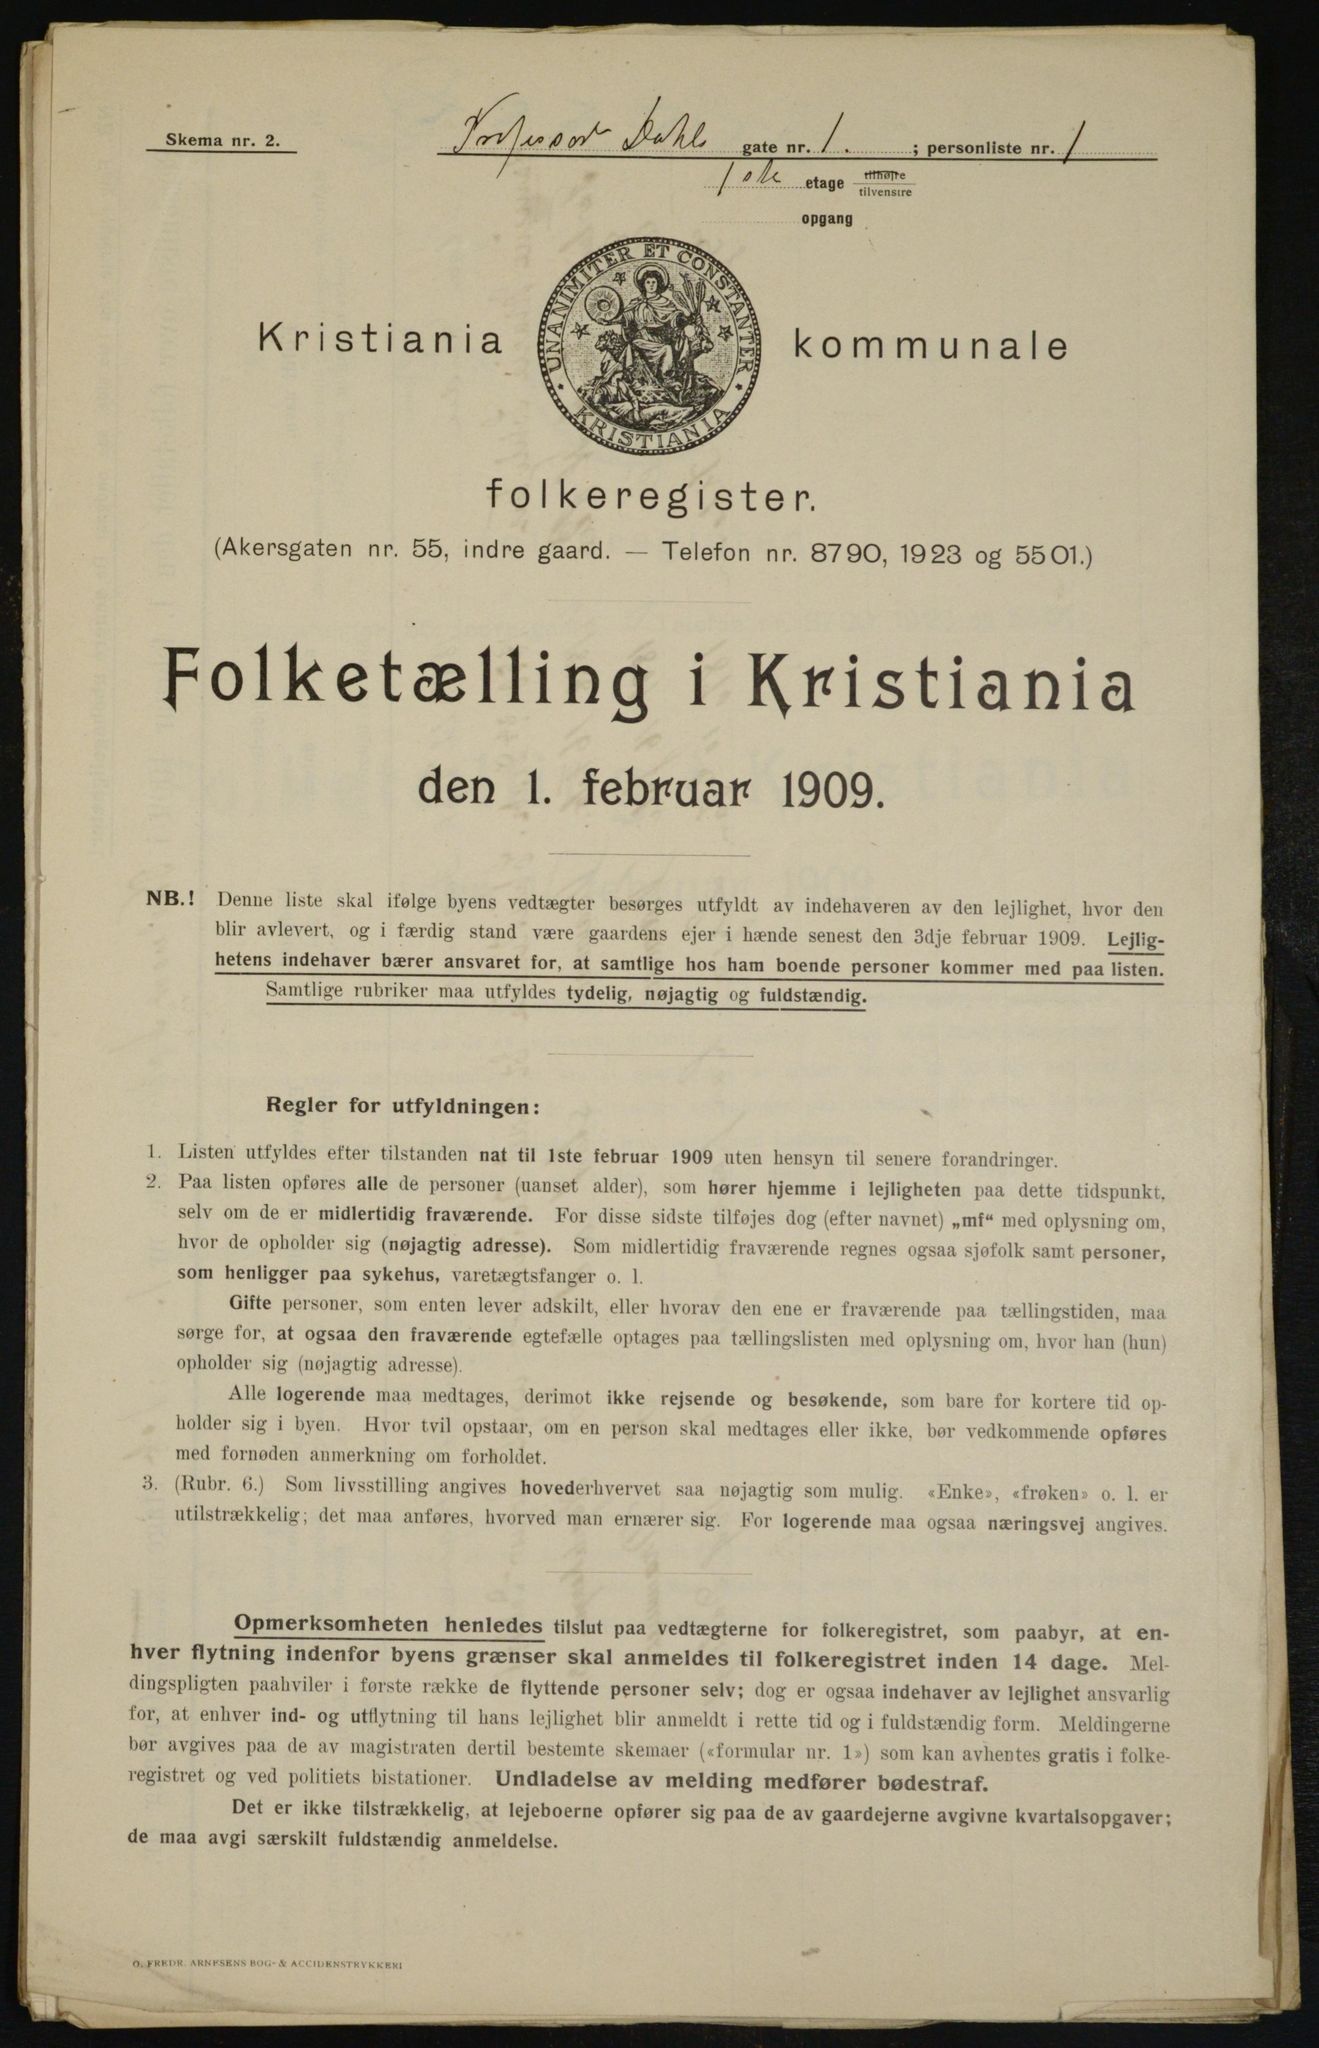 Skema nr. 2.
Professor Dahls gate nr. 1. ; personliste nr. 1
1ste etage tilhøjre
tilvenstre
opgang
UNANIMITER ET CONSTANTER
KRISTIANIA
Kristiania kommunale
folkeregister.
(Akersgaten nr. 55, indre gaard. — Telefon nr. 8790, 1923 og 5501.)
Folketælling i Kristiania
den 1. februar 1909.
NB.! Denne liste skal ifølge byens vedtægter besørges utfyldt av indehaveren av den lejlighet, hvor den
blir avlevert, og i færdig stand være gaardens ejer i hænde senest den 3dje februar 1909. Lejlig-
hetens indehaver bærer ansvaret for, at samtlige hos ham boende personer kommer med paa listen.
Samtlige rubriker maa utfyldes tydelig, nøjagtig og fuldstændig.
Regler for utfyldningen:
1. Listen utfyldes efter tilstanden nat til 1ste februar 1909 uten hensyn til senere forandringer.
2. Paa listen opføres alle de personer (uanset alder), som hører hjemme i lejligheten paa dette tidspunkt,
selv om de er midlertidig fraværende. For disse sidste tilføjes dog (efter navnet) „mf“ med oplysning om,
hvor de opholder sig (nøjagtig adresse). Som midlertidig fraværende regnes ogsaa sjøfolk samt personer,
som henligger paa sykehus, varetægtsfanger o. l.
Gifte personer, som enten lever adskilt, eller hvorav den ene er fraværende paa tællingstiden, maa
sørge for, at ogsaa den fraværende egtefælle optages paa tællingslisten med oplysning om, hvor han (hun)
opholder sig (nøjagtig adresse).
Alle logerende maa medtages, derimot ikke rejsende og besøkende, som bare for kortere tid op-
holder sig i byen. Hvor tvil opstaar, om en person skal medtages eller ikke, bør vedkommende opføres
med fornøden anmerkning om forholdet.
3. (Rubr. 6.) Som livsstilling angives hovederhvervet saa nøjagtig som mulig. «Enke», «frøken» o. l. er
utilstrækkelig; det maa anføres, hvorved man ernærer sig. For logerende maa ogsaa næringsvej angives.
Opmerksomheten henledes tilslut paa vedtægterne for folkeregistret, som paabyr, at en-
hver flytning indenfor byens grænser skal anmeldes til folkeregistret inden 14 dage. Mel-
dingspligten paahviler i første række de flyttende personer selv; dog er ogsaa indehaver av lejlighet ansvarlig
for, at enhver ind- og utflytning til hans lejlighet blir anmeldt i rette tid og i fuldstændig form. Meldingerne
bør avgives paa de av magistraten dertil bestemte skemaer («formular nr. 1») som kan avhentes gratis i folke-
registret og ved politiets bistationer. Undladelse av melding medfører bødestraf.
Det er ikke tilstrækkelig, at lejeboerne opfører sig paa de av gaardejerne avgivne kvartalsopgaver;
de maa avgi særskilt fuldstændig anmeldelse.
O. FREDR. ARNESENS BOG- & ACCIDENSTRYKKERI